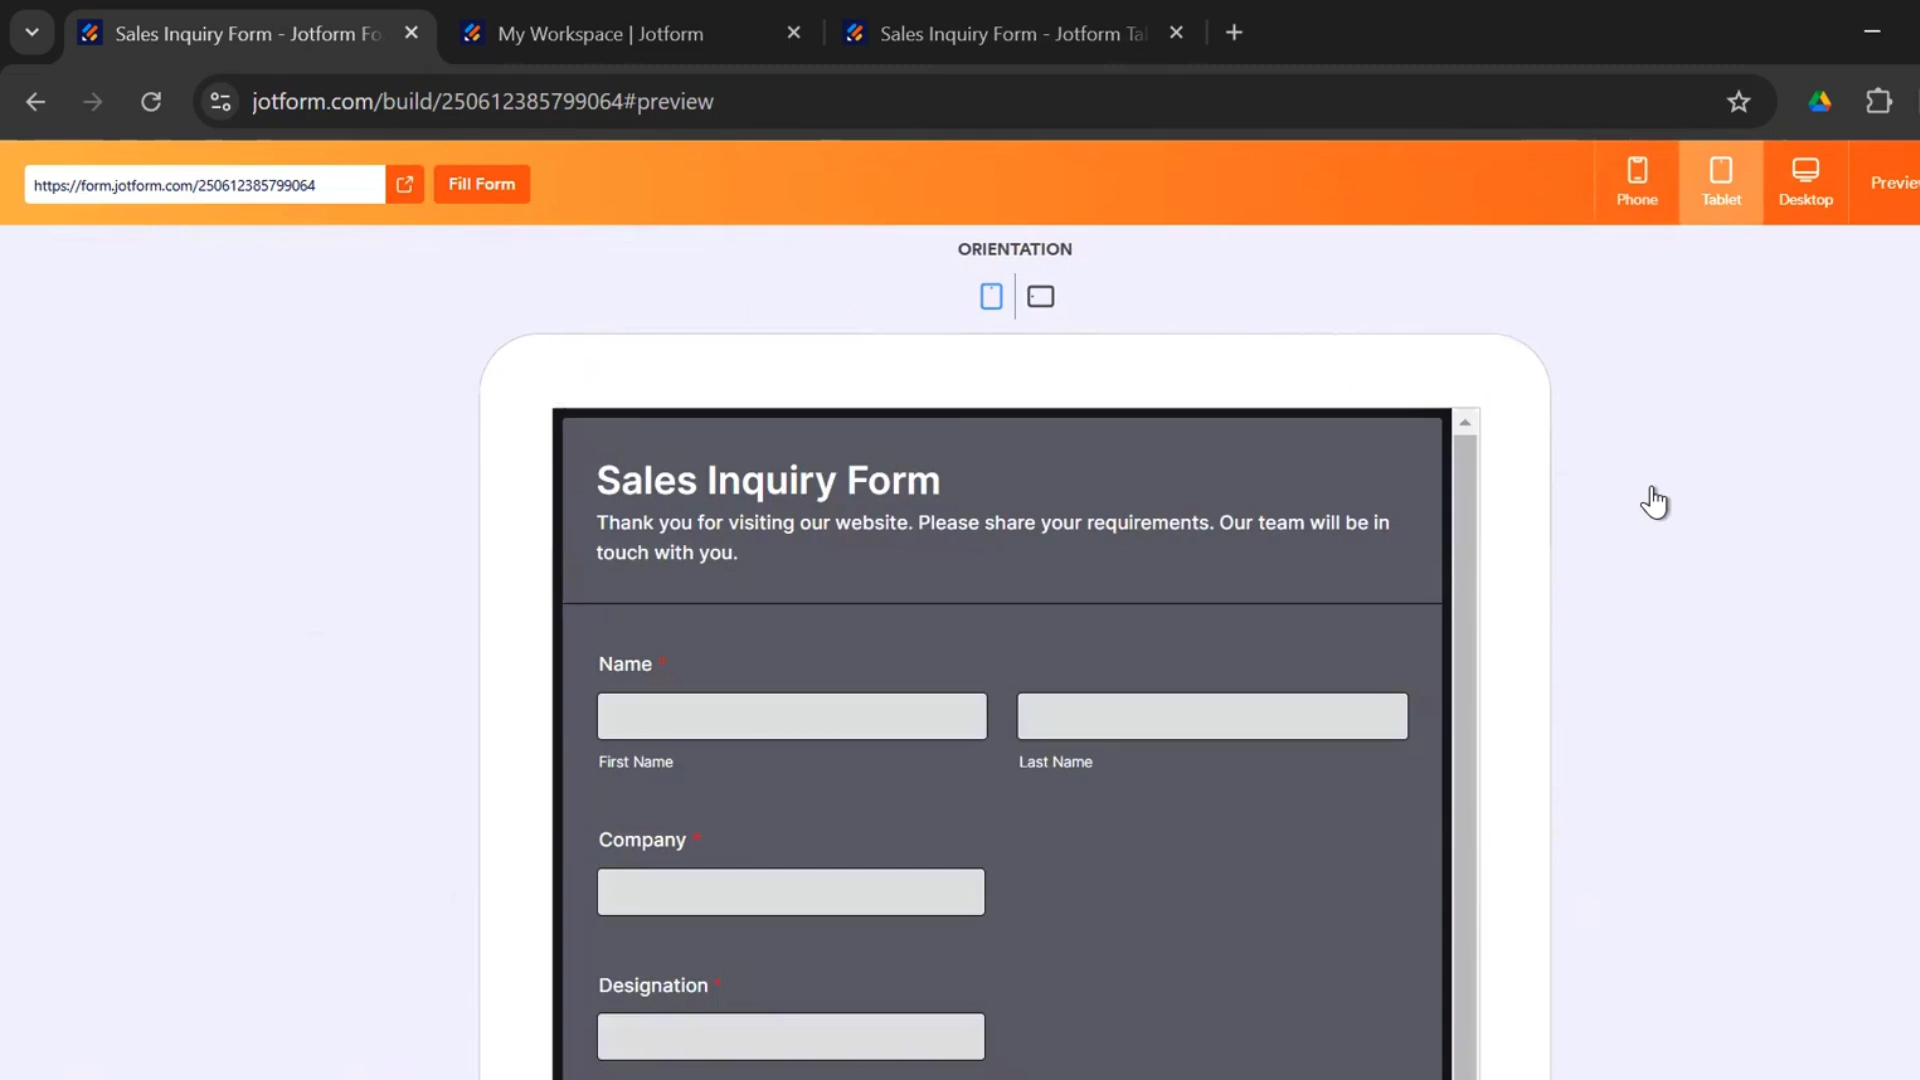 Sales Inquiry Form - Jotform Fo
My Workspace | Jotform
Sales Inquiry Form - Jotform Ta
jotform.com/build/250612385799064#preview
https://form.jotform.com/250612385799064
Fill Form
Phone
Tablet
Desktop
Preview
ORIENTATION
Sales Inquiry Form
Thank you for visiting our website. Please share your requirements. Our team will be in
touch with you.
Name *
First Name
Last Name
Company *
Designation *